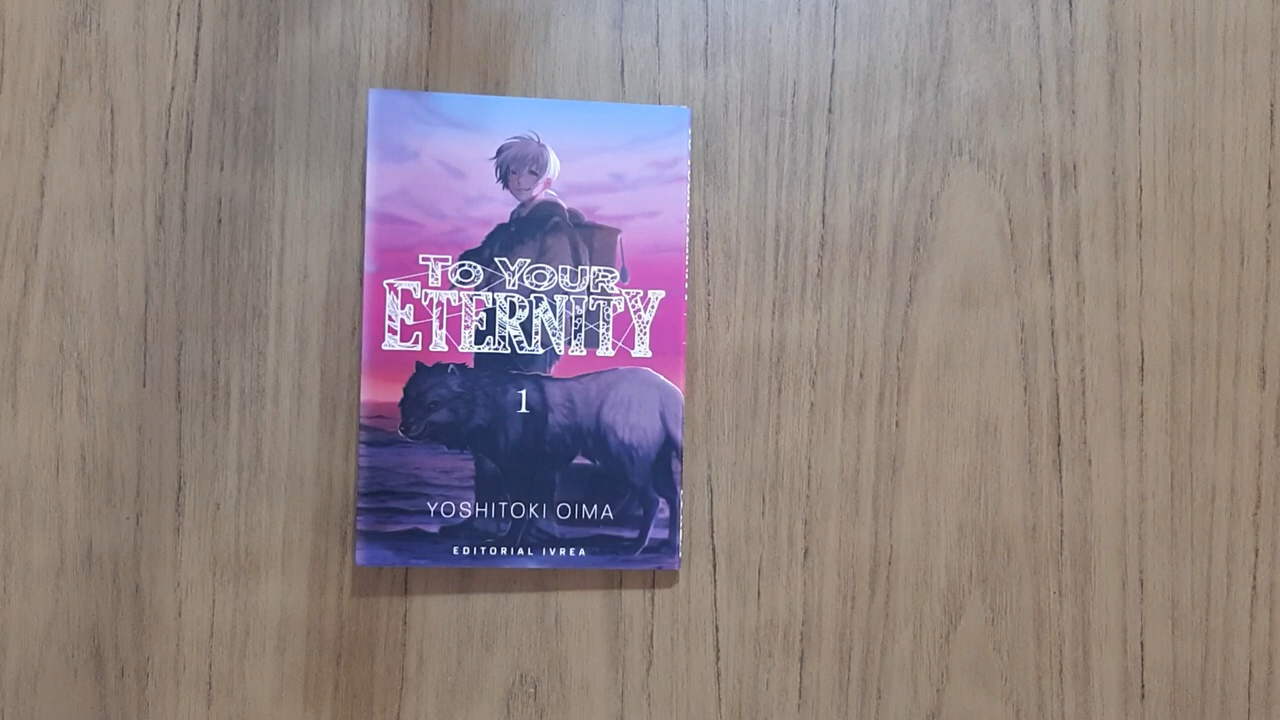 TO YOUR
ETERNITY
1
YOSHITOKI OIMA
EDITORIAL IVREA